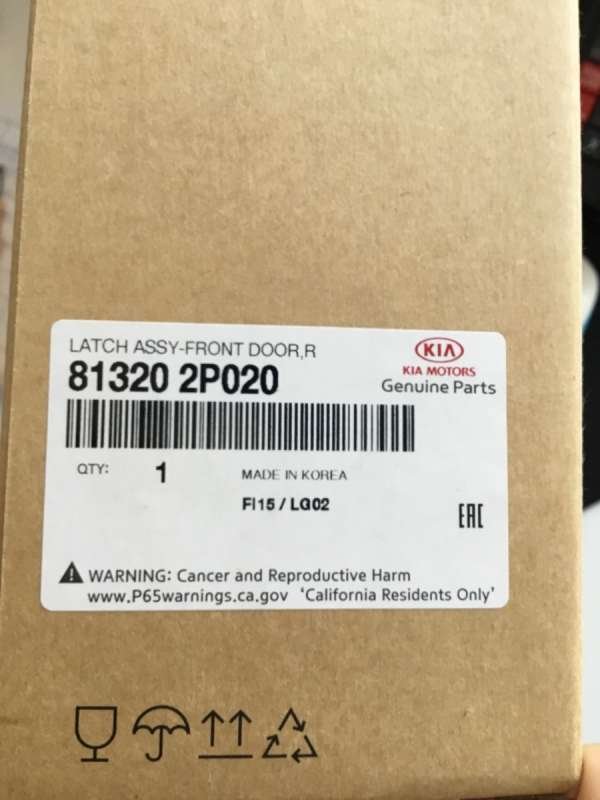 LATCH ASSY-FRONT DOOR,R
81320 2P020
KIA
KIA MOTORS
Genuine Parts
QTY: 1
MADE IN KOREA
FI15 / LG02
EAC
WARNING: Cancer and Reproductive Harm
www.P65warnings.ca.gov 'California Residents Only'